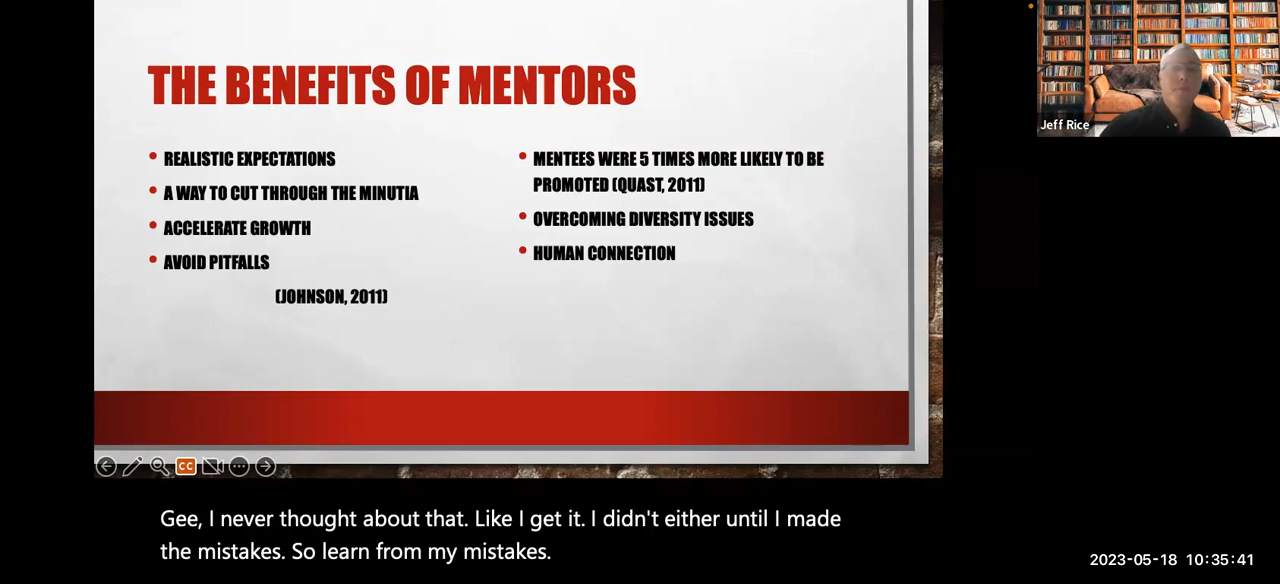 THE BENEFITS OF MENTORS
• REALISTIC EXPECTATIONS
• A WAY TO CUT THROUGH THE MINUTIA
• ACCELERATE GROWTH
• AVOID PITFALLS
(JOHNSON, 2011)
• MENTEES WERE 5 TIMES MORE LIKELY TO BE
PROMOTED (QUAST, 2011)
• OVERCOMING DIVERSITY ISSUES
• HUMAN CONNECTION
Jeff Rice
CC
Gee, I never thought about that. Like I get it. I didn't either until I made
the mistakes. So learn from my mistakes.
2023-05-18 10:35:41